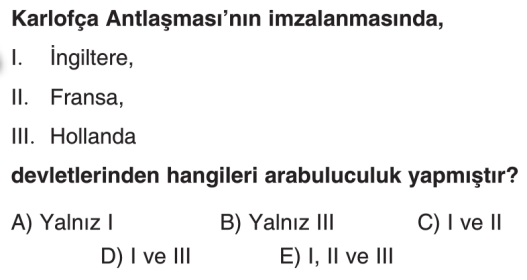 Karlofça Antlaşması’nın imzalanmasında,
I. İngiltere,
II. Fransa,
III. Hollanda
devletlerinden hangileri arabuluculuk yapmıştır?
A) Yalnız I B) Yalnız III C) I ve II
D) I ve III E) I, II ve III